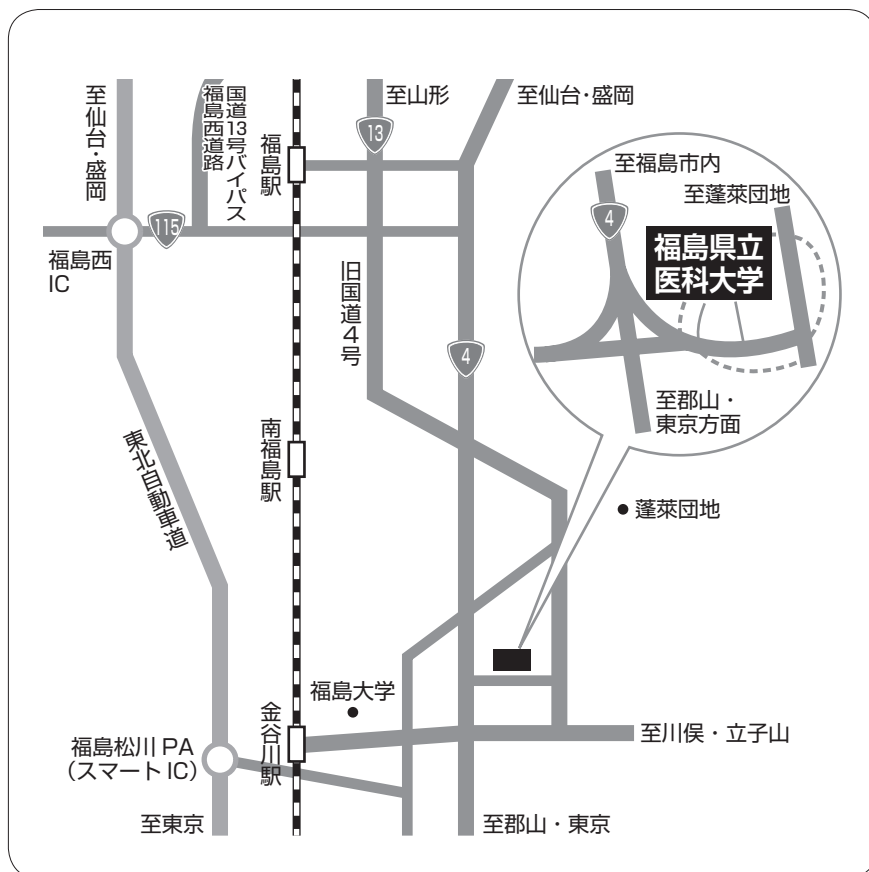 至仙台・盛岡
国道13号バイパス
福島西道路
福島駅
至山形
13
至仙台・盛岡
115
福島西
IC
旧国道4号
4
至福島市内
4
至蓬萊団地
福島県立
医科大学
至郡山・
東京方面
東北自動車道
南福島駅
蓬萊団地
福島大学
金谷川駅
福島松川 PA
（スマート IC）
至川俣・立子山
至東京
至郡山・東京